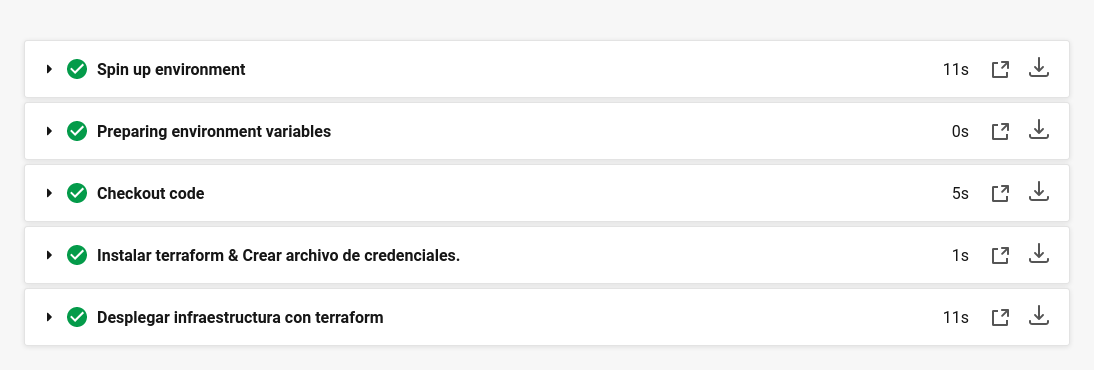 Spin up environment 11s
Preparing environment variables 0s
Checkout code 5s
Instalar terraform & Crear archivo de credenciales. 1s
Desplegar infraestructura con terraform 11s